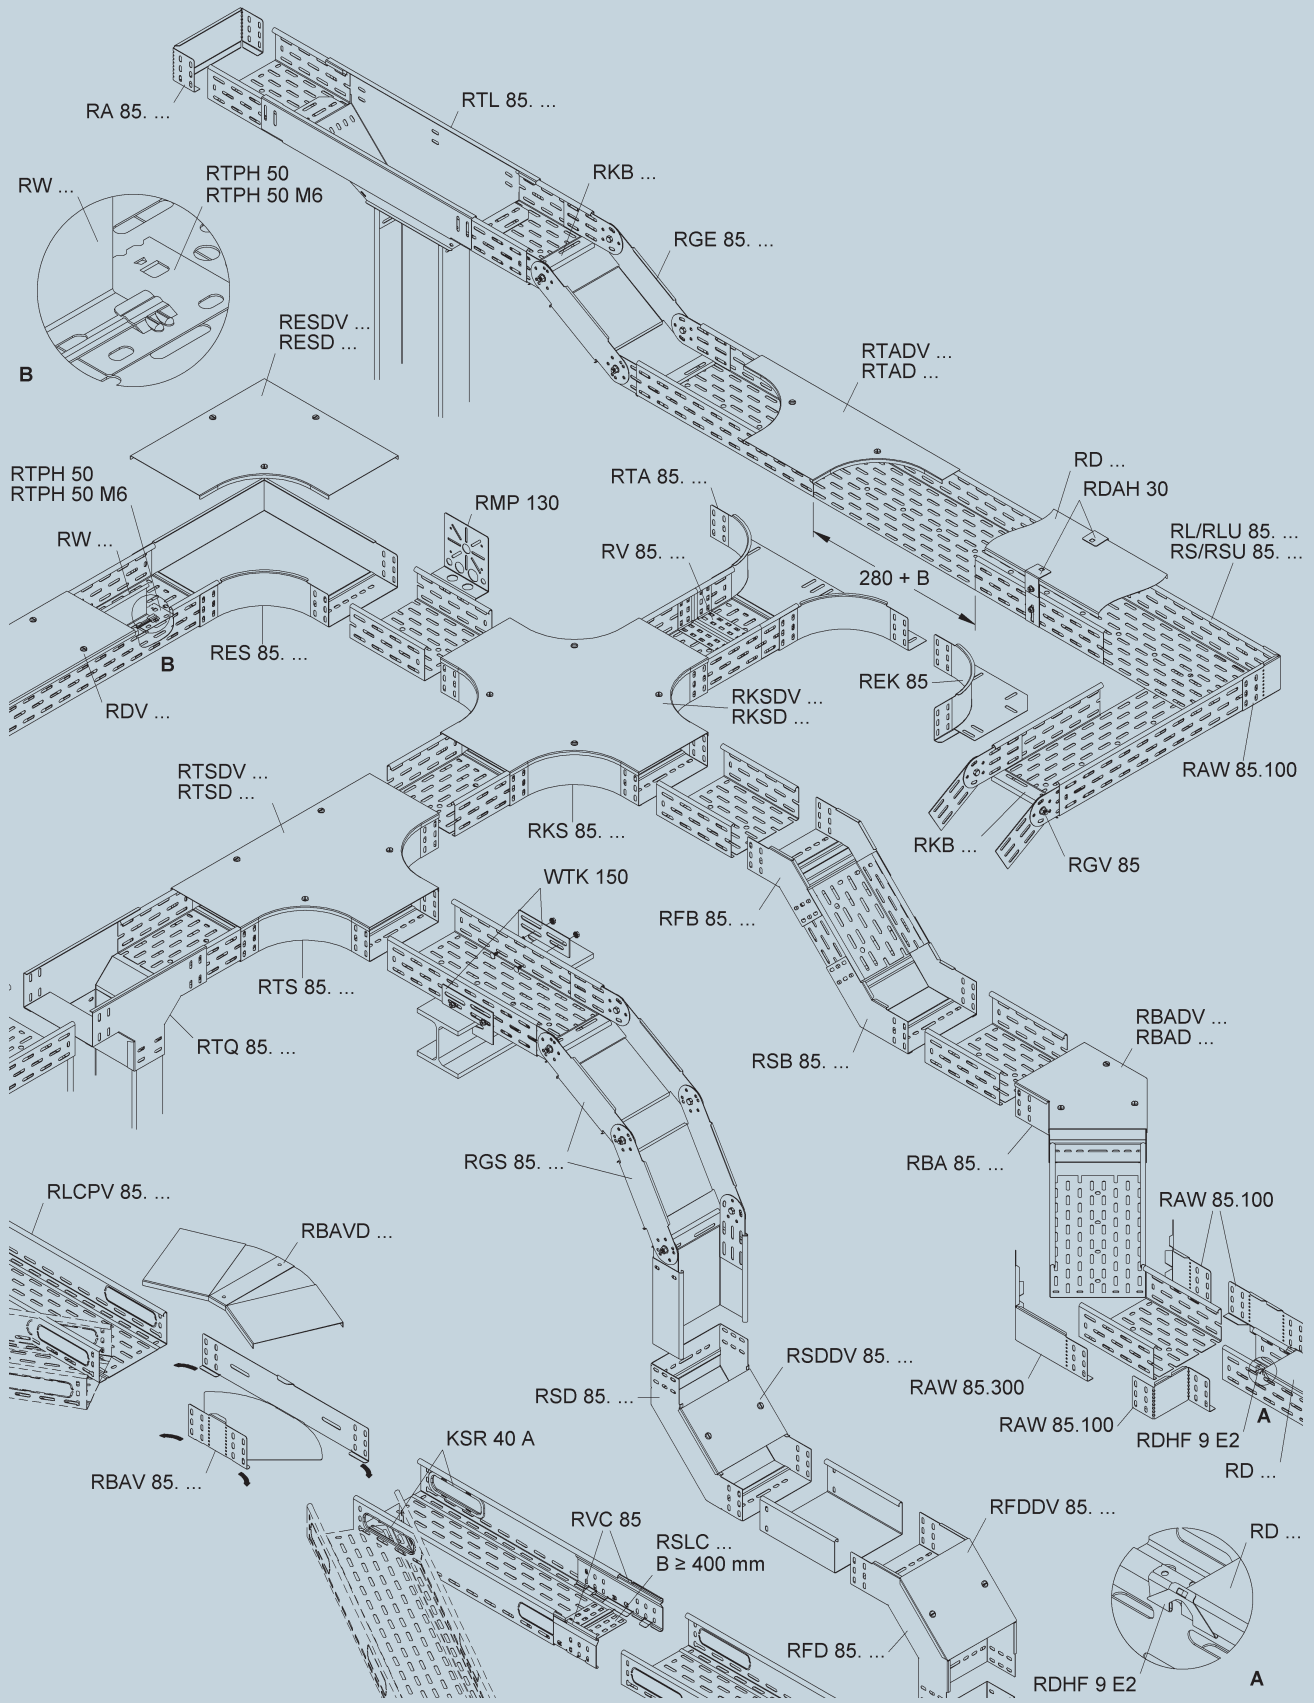 RA 85. ...
RTL 85. ...
RTPH 50
RTPH 50 M6
RW ...
RKB ...
RGE 85. ...
B
RESDV ...
RESD ...
RTADV ...
RTAD ...
RTPH 50
RTPH 50 M6
RW ...
RMP 130
RTA 85. ...
RV 85. ...
RD ...
RDAH 30
RL/RLU 85. ...
RS/RSU 85. ...
280 + B
RES 85. ...
B
RDV ...
REK 85
RKSDV ...
RKSD ...
RAW 85.100
RTSDV ...
RTSD ...
RKS 85. ...
RKB ...
RGV 85
WTK 150
RFB 85. ...
RTS 85. ...
RTQ 85. ...
RSB 85. ...
RBADV ...
RBAD ...
RGS 85. ...
RBA 85. ...
RLCPV 85. ...
RBAVD ...
RAW 85.100
RSDDV 85. ...
RSD 85. ...
RAW 85.300
RAW 85.100
A
RDHF 9 E2
RD ...
RBAV 85. ...
KSR 40 A
RVC 85
RSLC ...
B ≥ 400 mm
RFDDV 85. ...
RD ...
RFD 85. ...
RDHF 9 E2
A